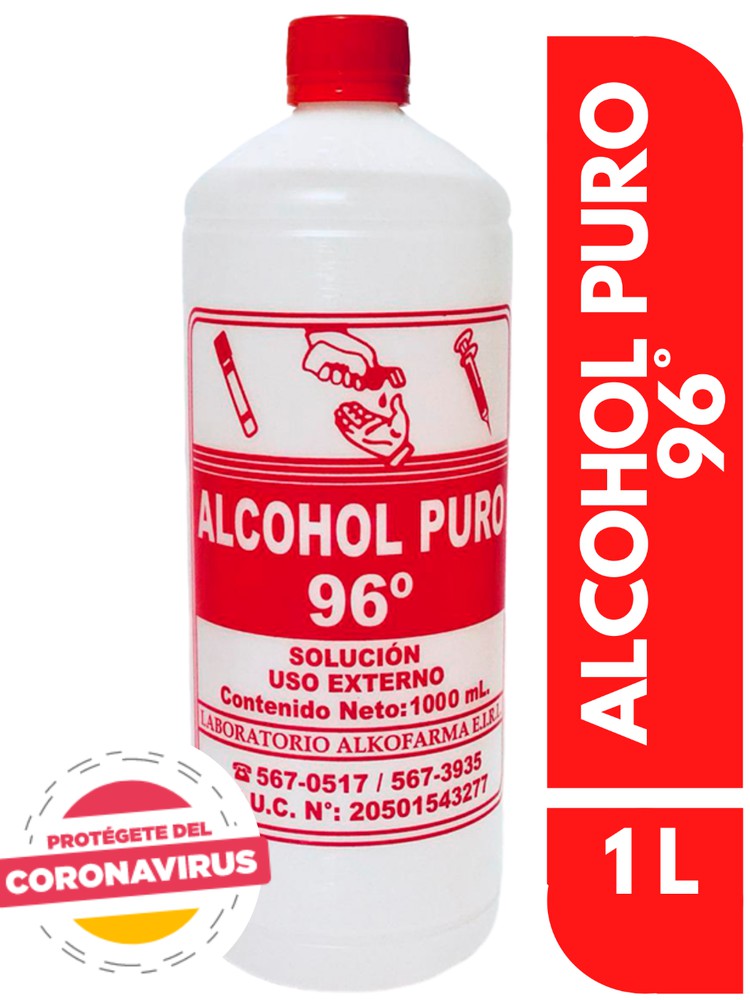 ALCOHOL PURO
96º
SOLUCIÓN
USO EXTERNO
Contenido Neto: 1000 mL.
LABORATORIO ALKOFARMA E.I.R.L.
☎ 567-0517 / 567-3935
U.C. N°: 20501543277
PROTÉGETE DEL
CORONAVIRUS
ALCOHOL PURO
96°
1 L